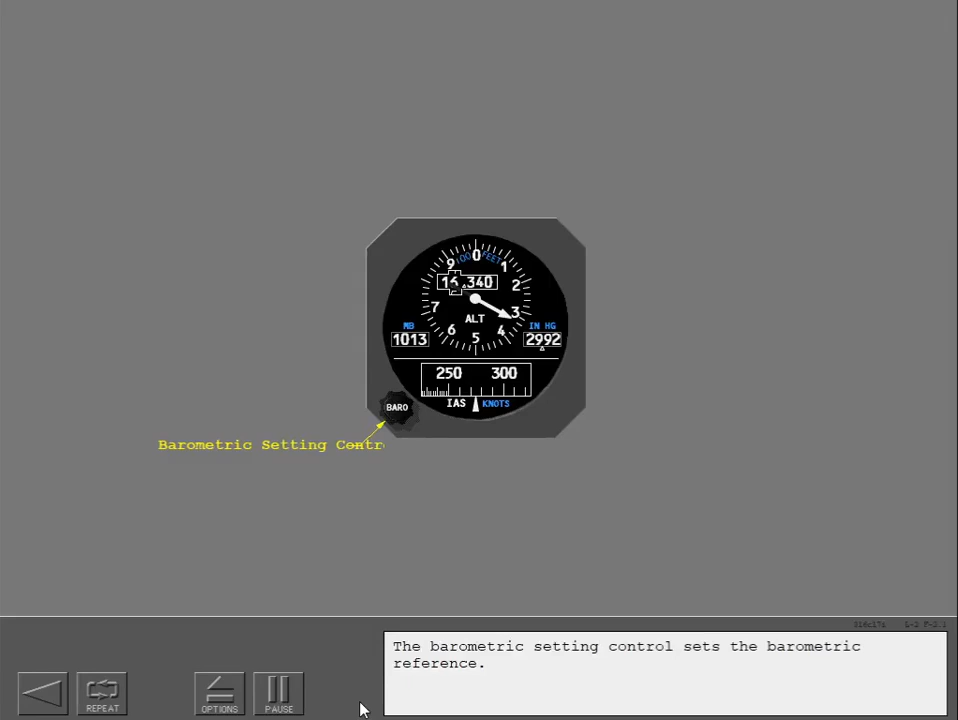 0
100 FEET
9
1
16,340
2
7
3
ALT
6
4
5
MB
1013
IN HG
2992
250 300
IAS KNOTS
BARO
Barometric Setting Contr
The barometric setting control sets the barometric
reference.
REPEAT
OPTIONS
PAUSE